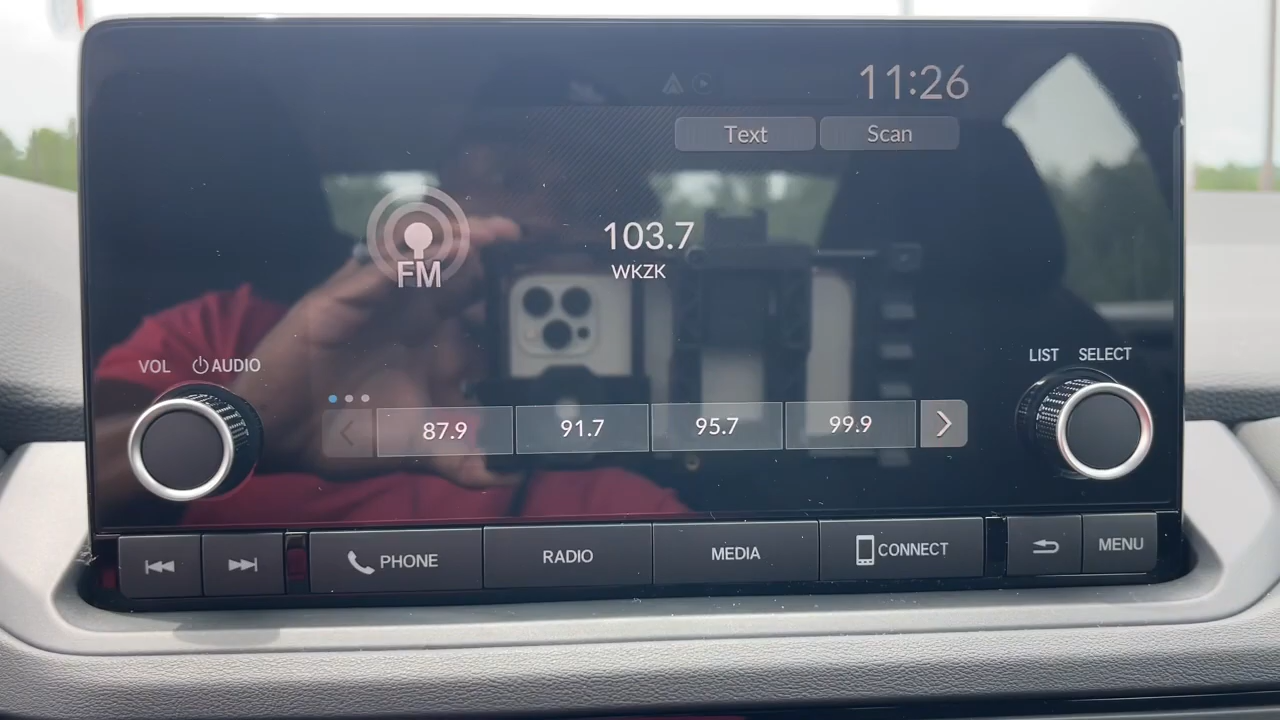 11:26
Text Scan
103.7
FM WKZK
VOL AUDIO LIST SELECT
87.9 91.7 95.7 99.9
PHONE RADIO MEDIA CONNECT MENU